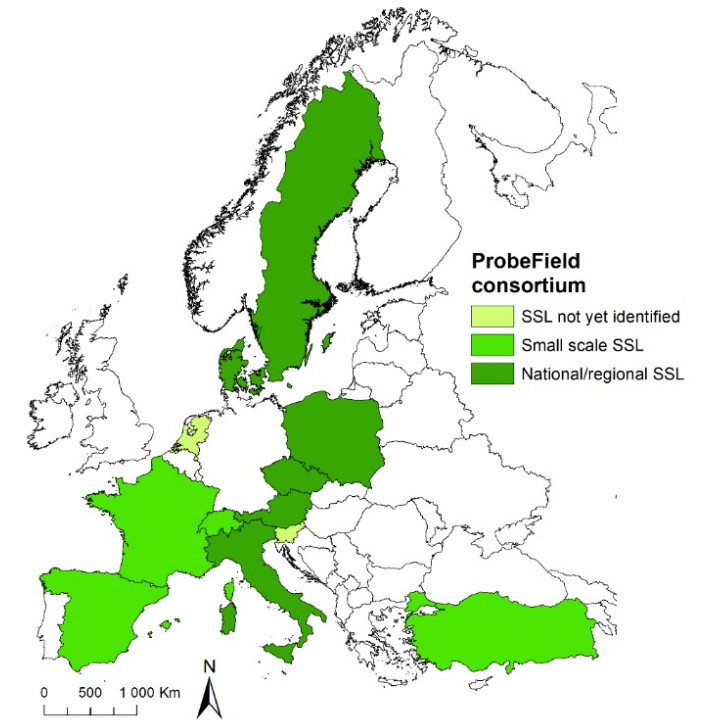 ProbeField
consortium
SSL not yet identified
Small scale SSL
National/regional SSL
N
0 500 1 000 Km